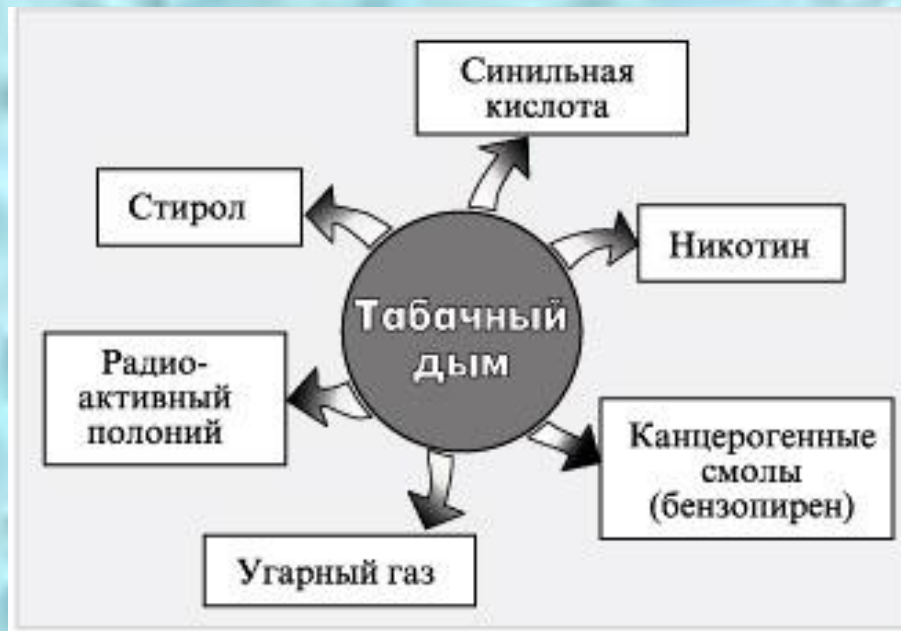 Синильная
кислота
Стирол
Никотин
Табачный
дым
Радио-
активный
полоний
Канцерогенные
смолы
(бензопирен)
Угарный газ